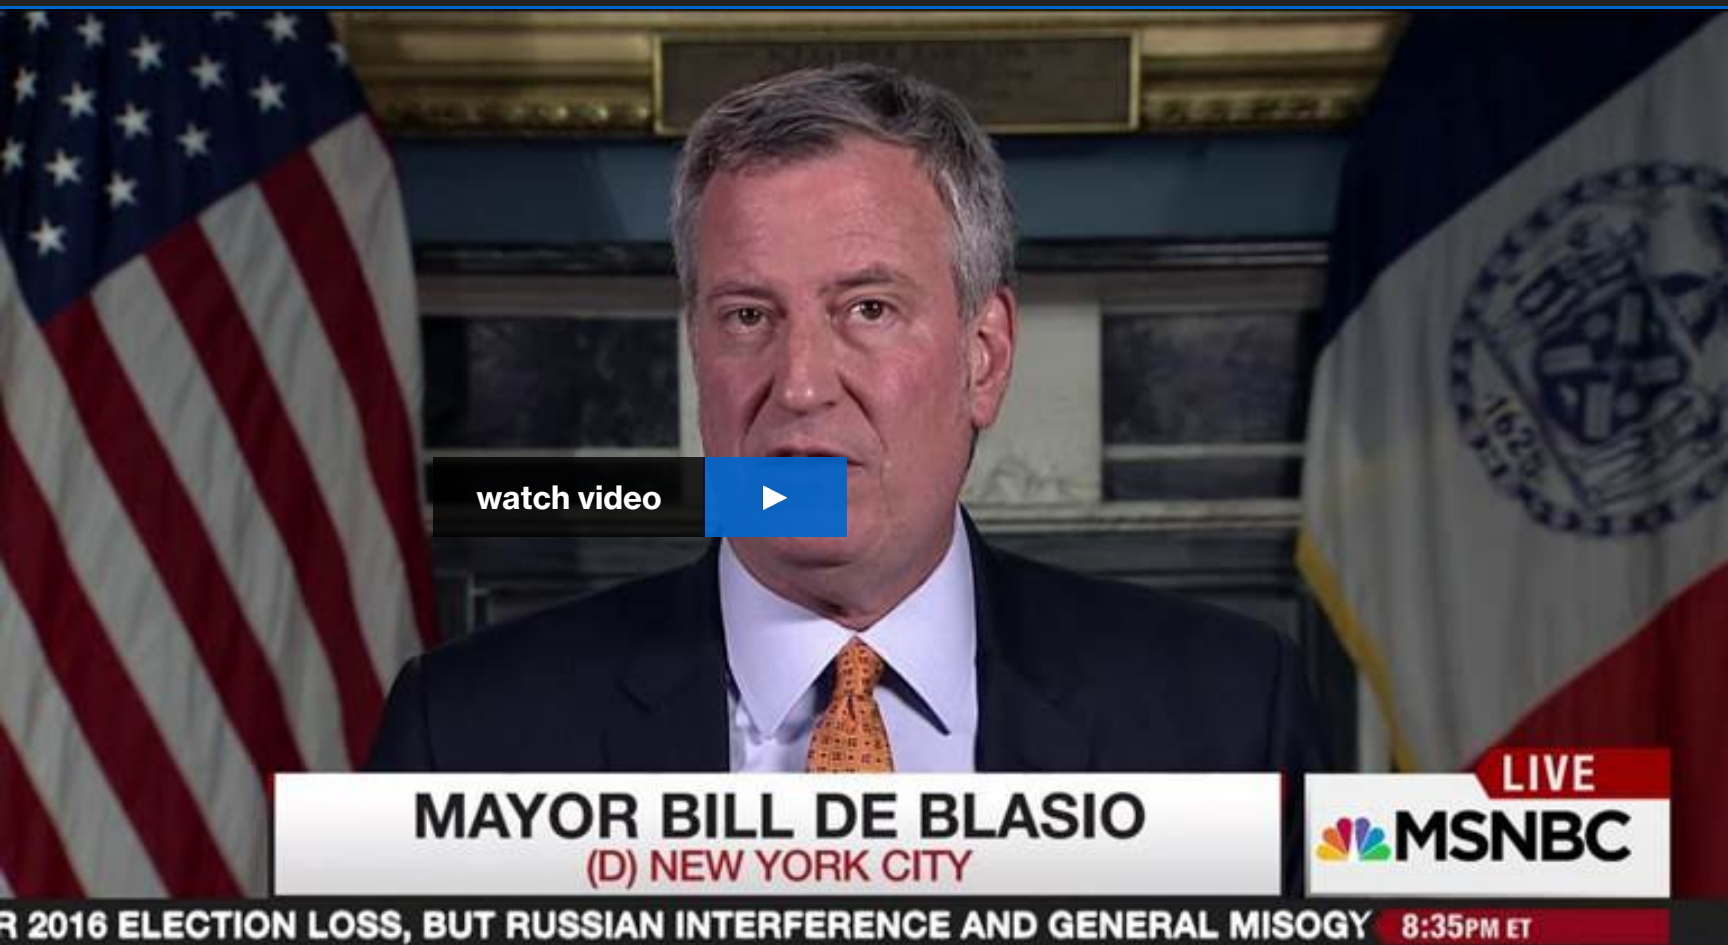 1625
watch video
LIVE
MAYOR BILL DE BLASIO
MSNBC
(D) NEW YORK CITY
R 2016 ELECTION LOSS, BUT RUSSIAN INTERFERENCE AND GENERAL MISOGY
8:35PM ET